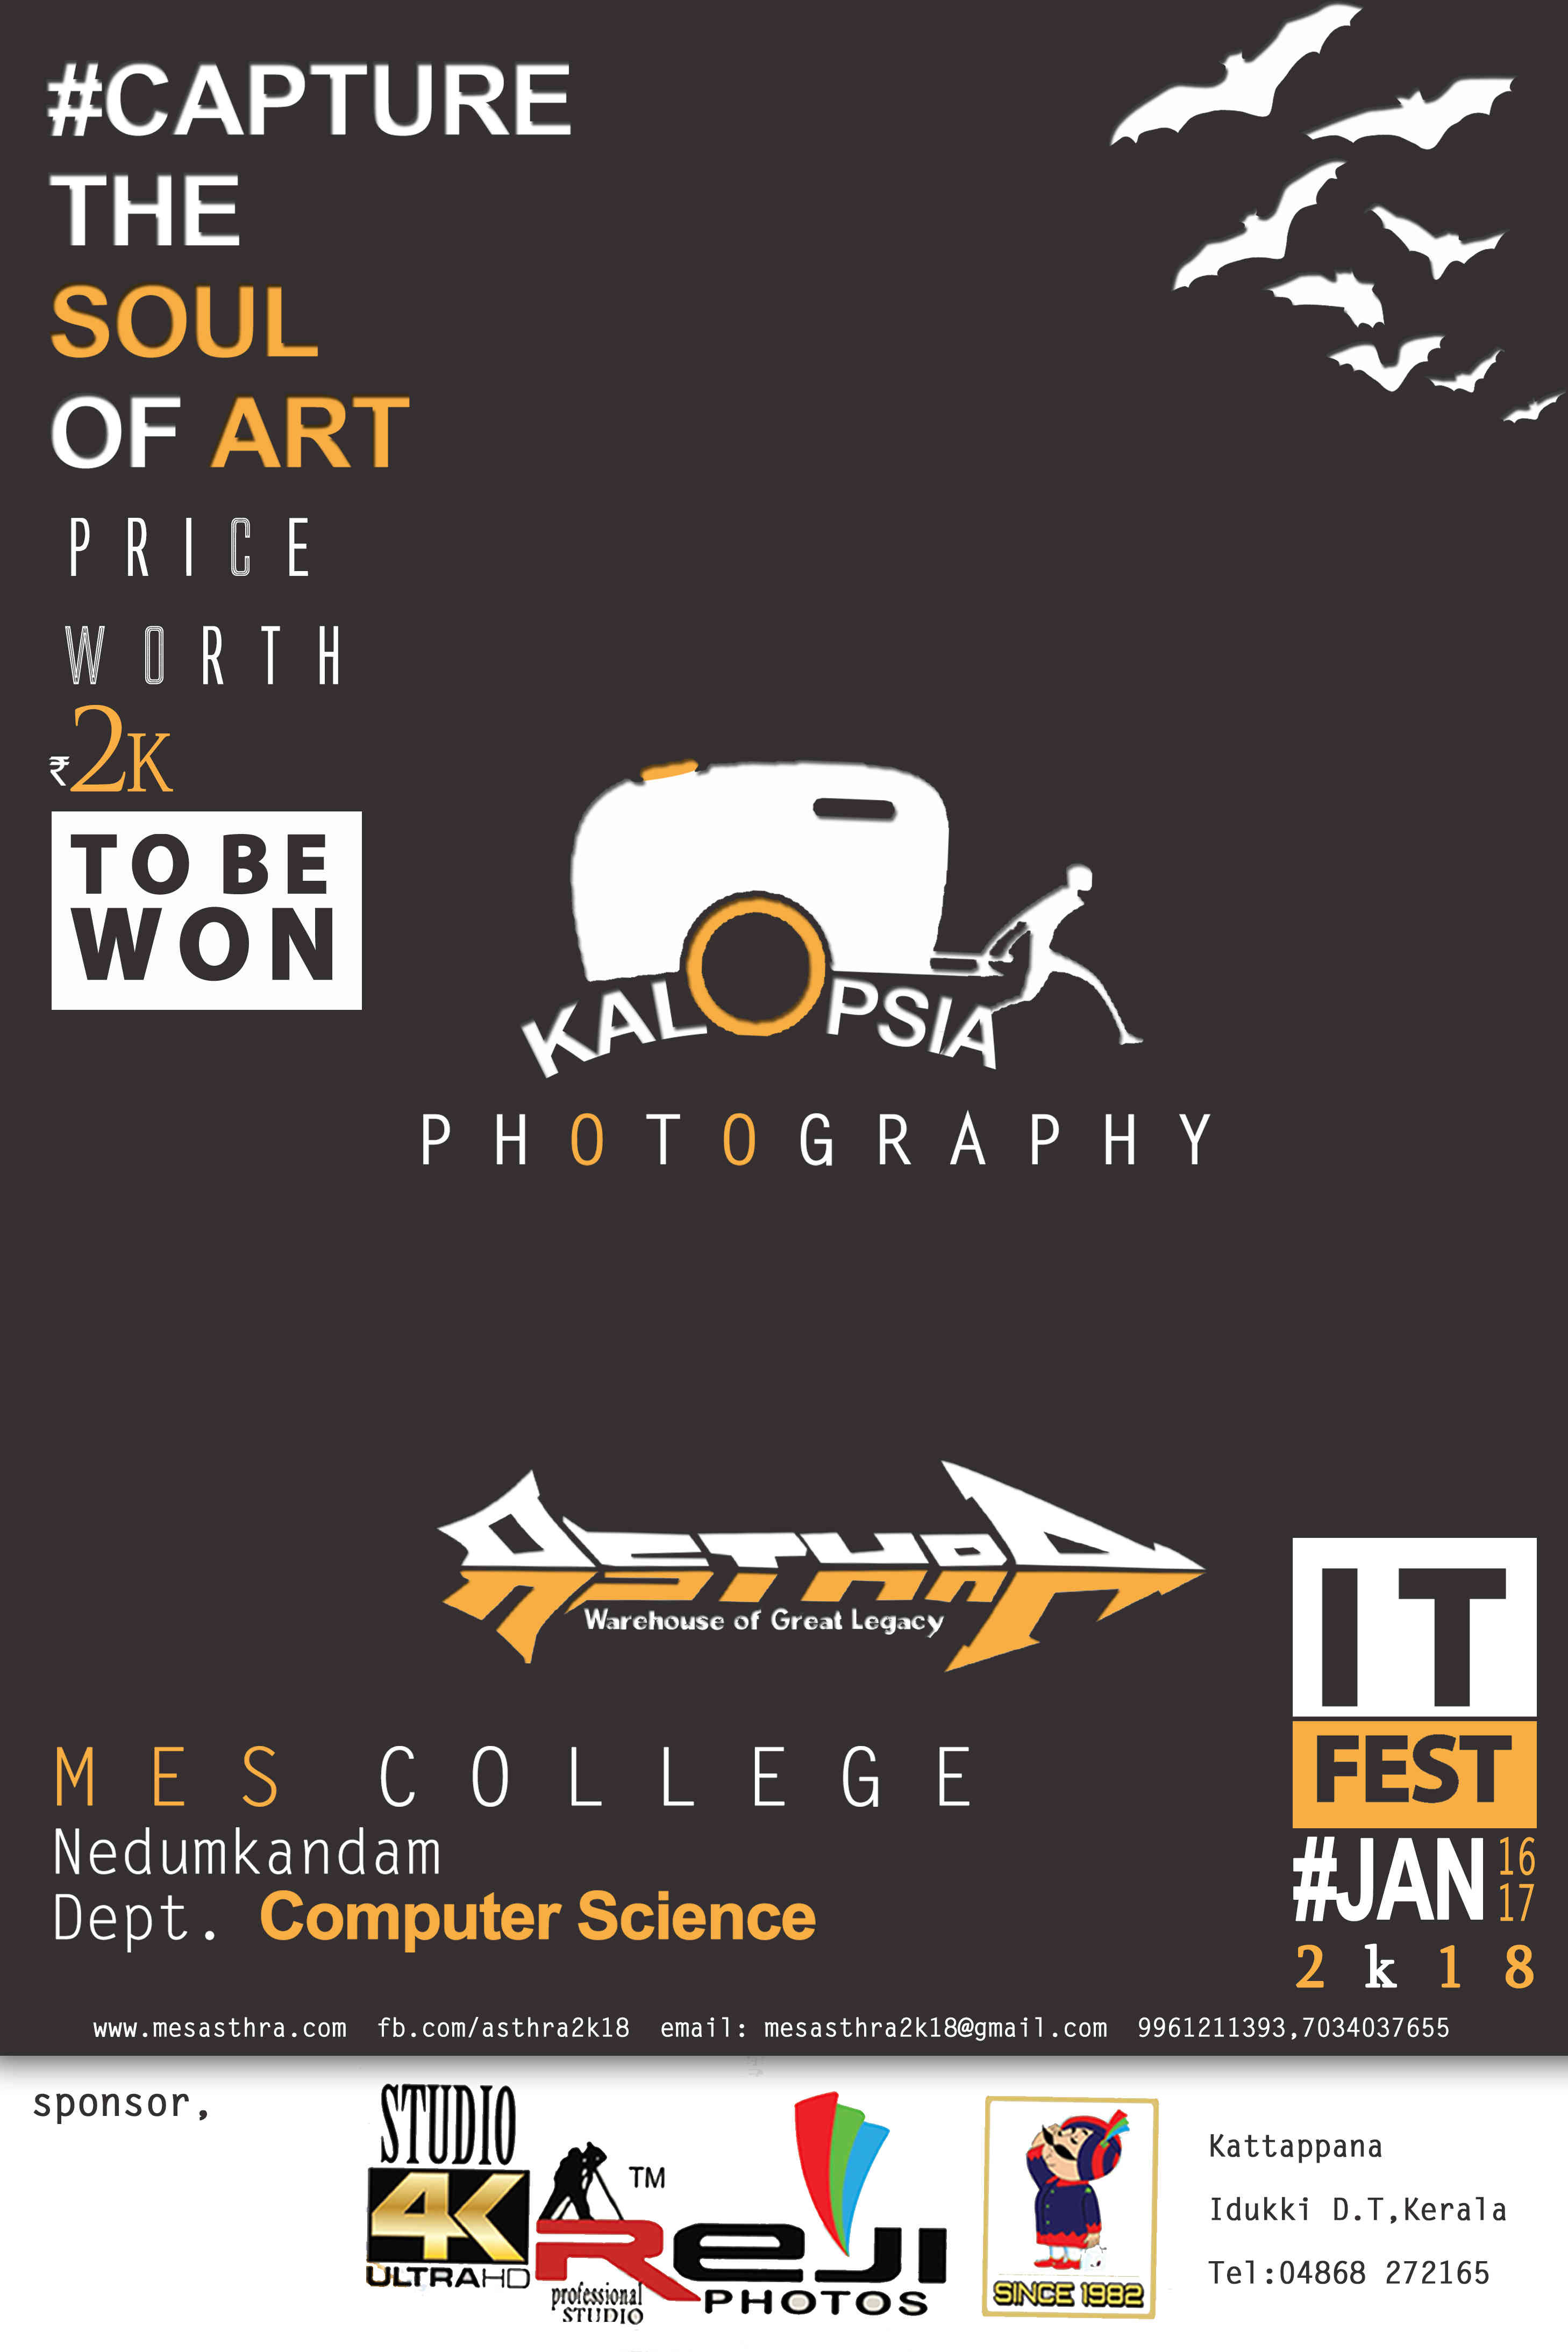 #CAPTURE
THE
SOUL
OF ART
PRICE
WORTH
₹2K
TO BE
WON
KALOPSIA
PHOTOGRAPHY
ASTHRA
Warehouse of Great Legacy
IT
FEST
#JAN 16
17
2k18
MES COLLEGE
Nedumkandam
Dept. Computer Science
www.mesasthra.com fb.com/asthra2k18 email: mesasthra2k18@gmail.com 9961211393,7034037655
sponsor,
STUDIO
4K
ULTRAHD
TM
REJI
professional
STUDIO
PHOTOS
SINCE 1982
Kattappana
Idukki D.T,Kerala
Tel:04868 272165